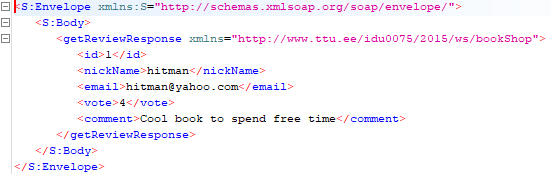 <S:Envelope xmlns:S="http://schemas.xmlsoap.org/soap/envelope/">
<S:Body>
<getReviewResponse xmlns="http://www.ttu.ee/idu0075/2015/ws/bookShop">
<id>1</id>
<nickName>hitman</nickName>
<email>hitman@yahoo.com</email>
<vote>4</vote>
<comment>Cool book to spend free time</comment>
</getReviewResponse>
</S:Body>
</S:Envelope>